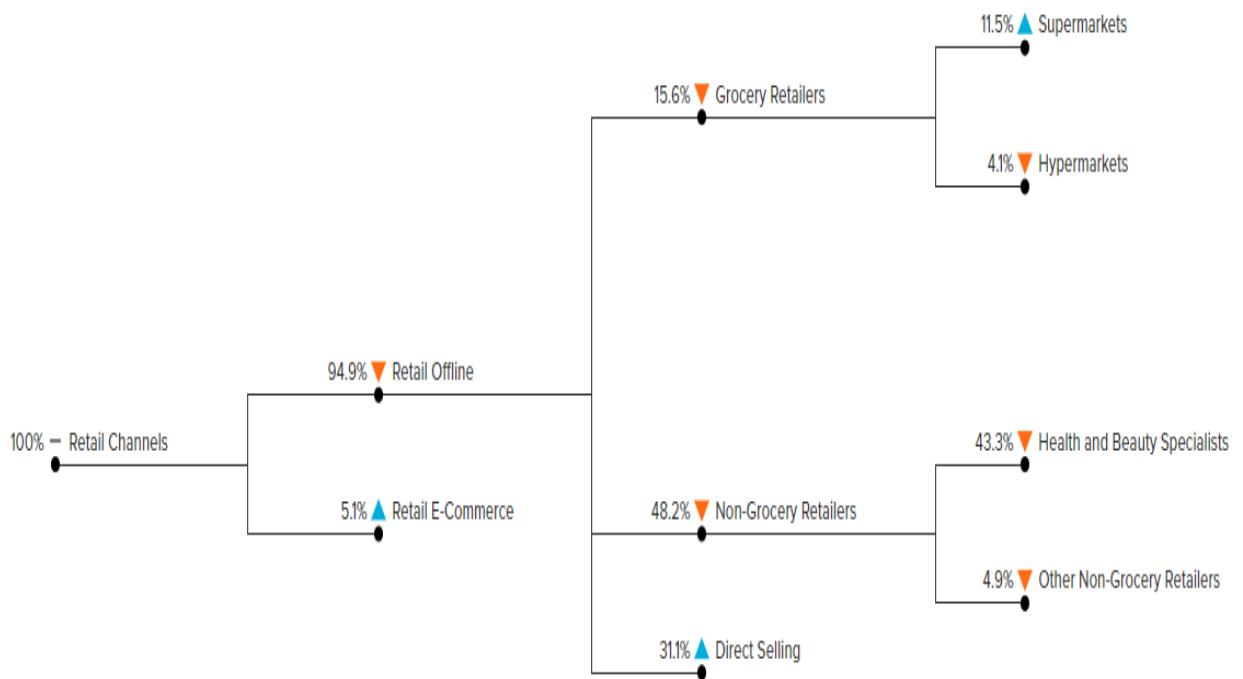 11.5% Supermarkets
15.6% Grocery Retailers
4.1% Hypermarkets
94.9% Retail Offline
100% Retail Channels
43.3% Health and Beauty Specialists
5.1% Retail E-Commerce
48.2% Non-Grocery Retailers
4.9% Other Non-Grocery Retailers
31.1% Direct Selling